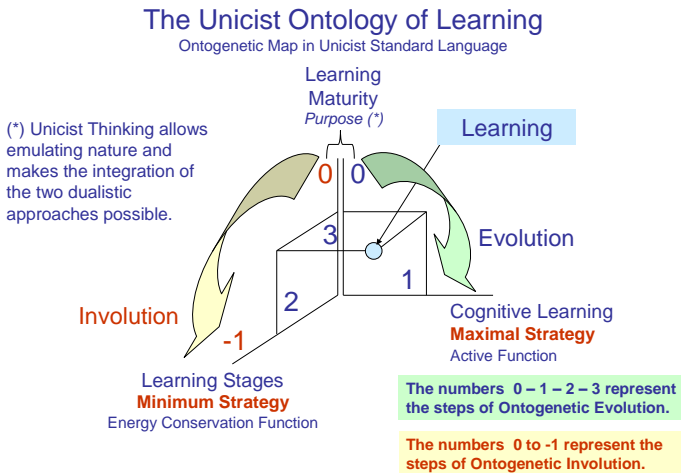 The Unicist Ontology of Learning
Ontogenetic Map in Unicist Standard Language
Learning
Maturity
Purpose (*)
(*) Unicist Thinking allows
emulating nature and
makes the integration of
the two dualistic
approaches possible.
Learning
0 0
3
Evolution
1
2
Involution
-1
Cognitive Learning
Maximal Strategy
Active Function
Learning Stages
Minimum Strategy
Energy Conservation Function
The numbers 0 – 1 – 2 – 3 represent
the steps of Ontogenetic Evolution.
The numbers 0 to -1 represent the
steps of Ontogenetic Involution.